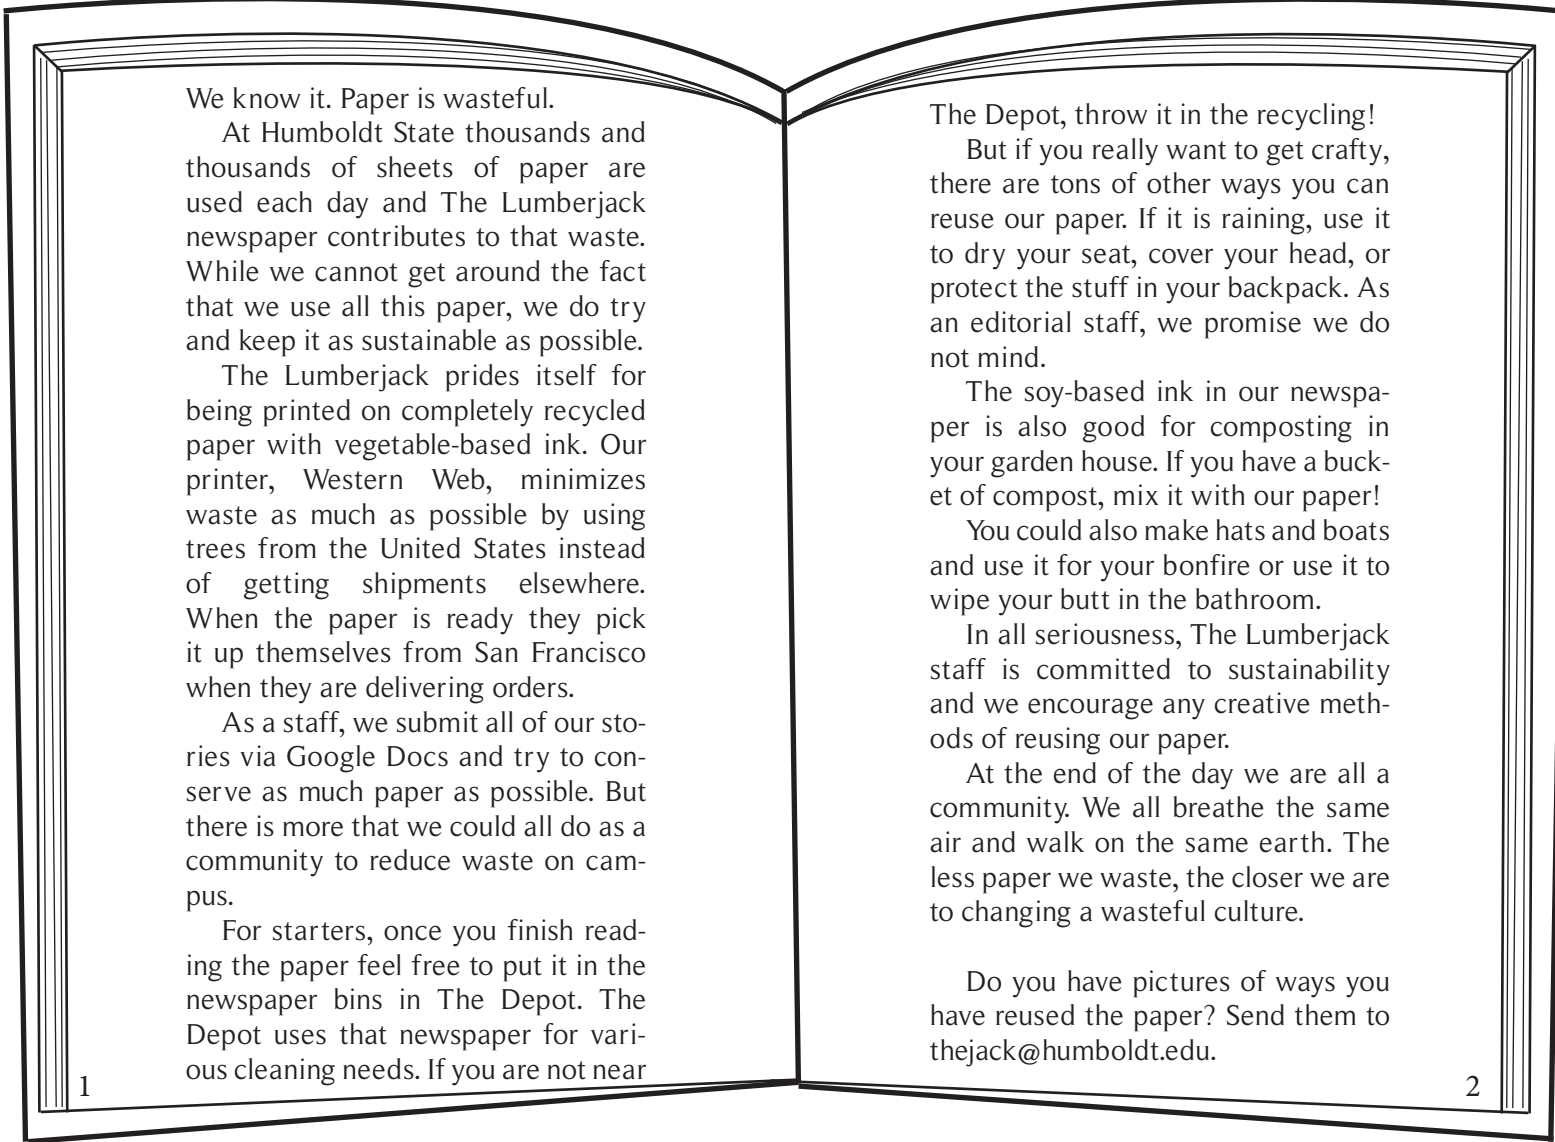 We know it. Paper is wasteful.
At Humboldt State thousands and
thousands of sheets of paper are
used each day and The Lumberjack
newspaper contributes to that waste.
While we cannot get around the fact
that we use all this paper, we do try
and keep it as sustainable as possible.
The Lumberjack prides itself for
being printed on completely recycled
paper with vegetable-based ink. Our
printer, Western Web, minimizes
waste as much as possible by using
trees from the United States instead
of getting shipments elsewhere.
When the paper is ready they pick
it up themselves from San Francisco
when they are delivering orders.
As a staff, we submit all of our sto-
ries via Google Docs and try to con-
serve as much paper as possible. But
there is more that we could all do as a
community to reduce waste on cam-
pus.
For starters, once you finish read-
ing the paper feel free to put it in the
newspaper bins in The Depot. The
Depot uses that newspaper for vari-
ous cleaning needs. If you are not near
1
The Depot, throw it in the recycling!
But if you really want to get crafty,
there are tons of other ways you can
reuse our paper. If it is raining, use it
to dry your seat, cover your head, or
protect the stuff in your backpack. As
an editorial staff, we promise we do
not mind.
The soy-based ink in our newspa-
per is also good for composting in
your garden house. If you have a buck-
et of compost, mix it with our paper!
You could also make hats and boats
and use it for your bonfire or use it to
wipe your butt in the bathroom.
In all seriousness, The Lumberjack
staff is committed to sustainability
and we encourage any creative meth-
ods of reusing our paper.
At the end of the day we are all a
community. We all breathe the same
air and walk on the same earth. The
less paper we waste, the closer we are
to changing a wasteful culture.
Do you have pictures of ways you
have reused the paper? Send them to
thejack@humboldt.edu.
2